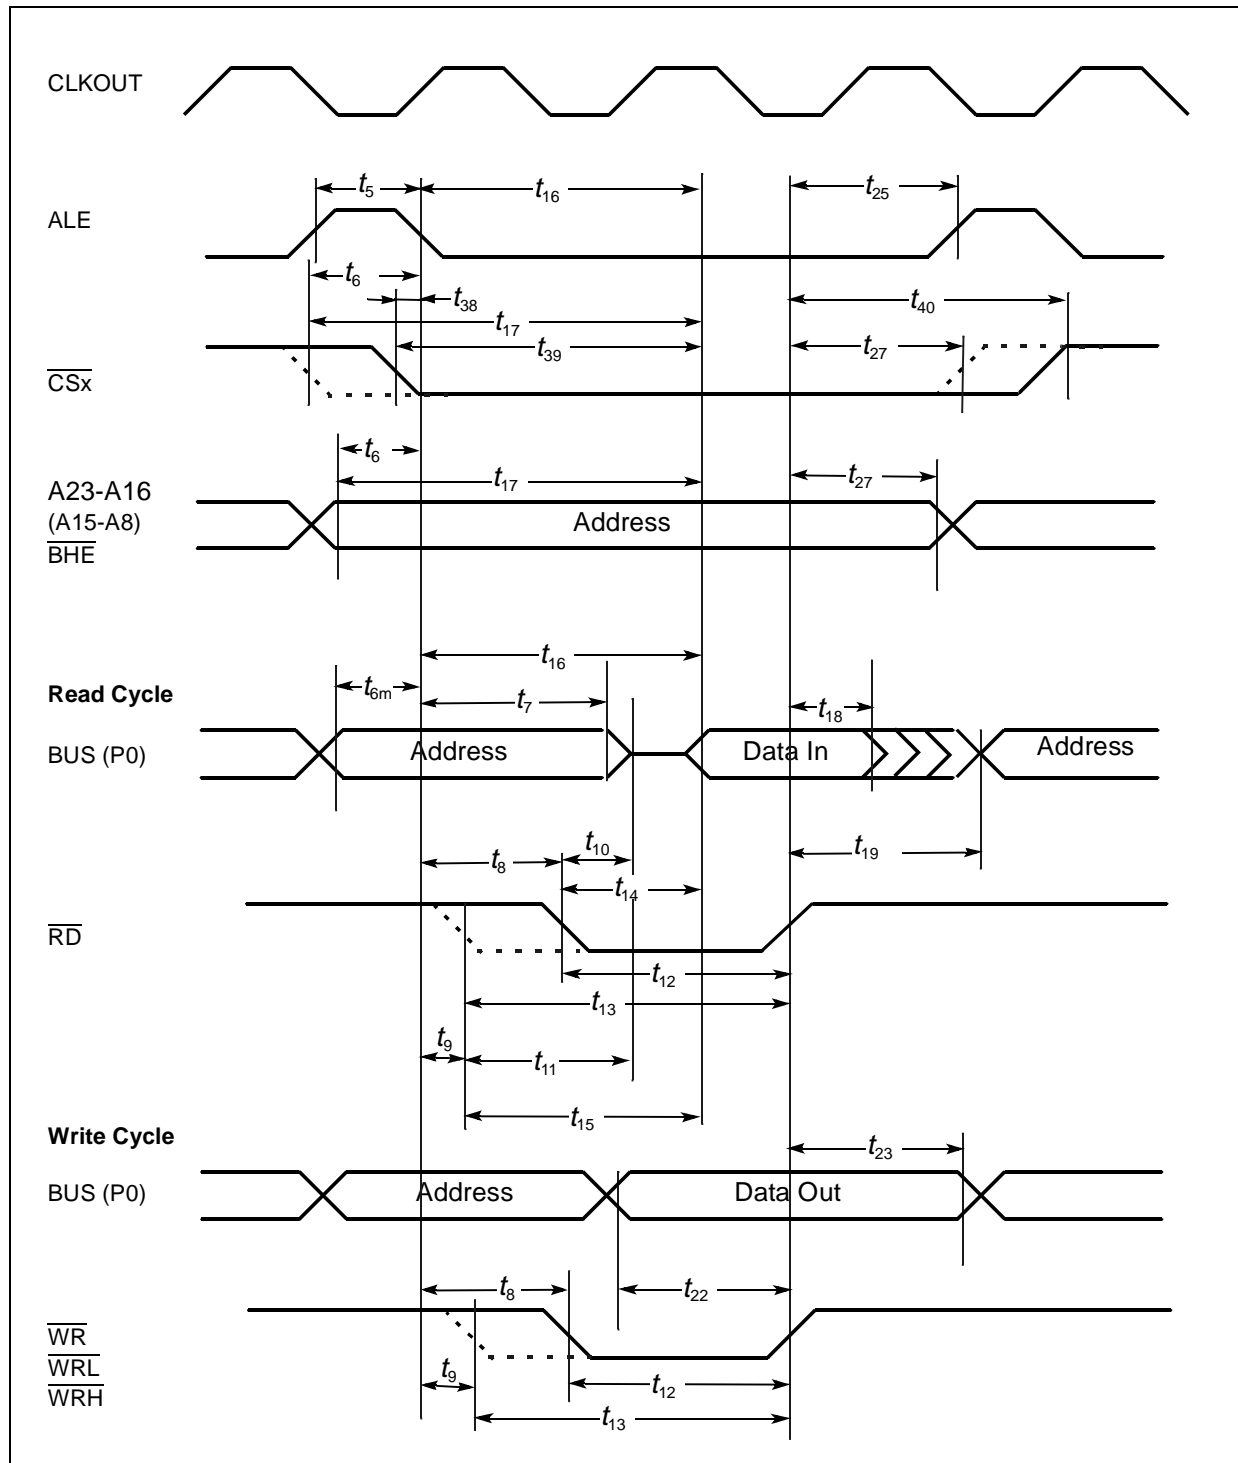 CLKOUT
t5
t16
t25
ALE
t6
t38
t40
t17
t39
t27
CSx
t6
t17
t27
A23-A16
(A15-A8)
Address
BHE
t16
Read Cycle
t6m
t7
t18
BUS (P0)
Address
Data In
Address
t8
t10
t19
t14
RD
t12
t13
t9
t11
t15
Write Cycle
t23
BUS (P0)
Address
Data Out
t8
t22
WR
WRL
t9
t12
WRH
t13